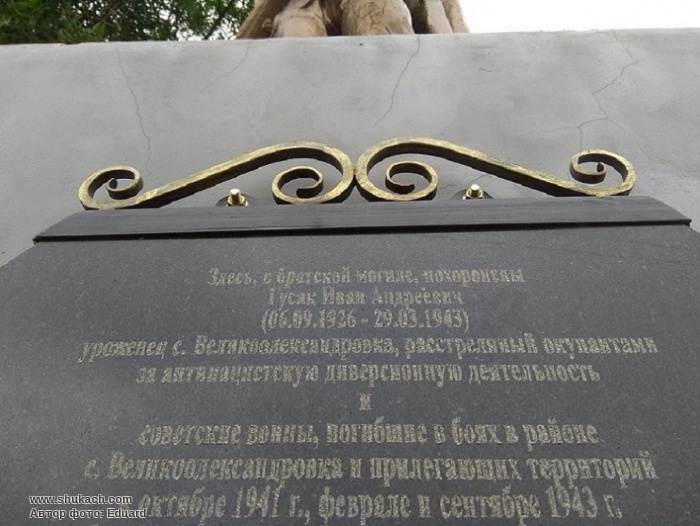 Здесь, в братской могиле, похоронены
Гусак Иван Андреевич
(06.09.1926 - 29.03.1943)
уроженец с. Великоолександровка, расстреляный окупантами
за антинацистскую диверсионную деятельность
и
советские воины, погибшие в боях в районе
с. Великоолександровка и прилегающих территорий
октябре 1941 г., феврале и сентябре 1943 г.
www.shukach.com
Автор фото: Eduard